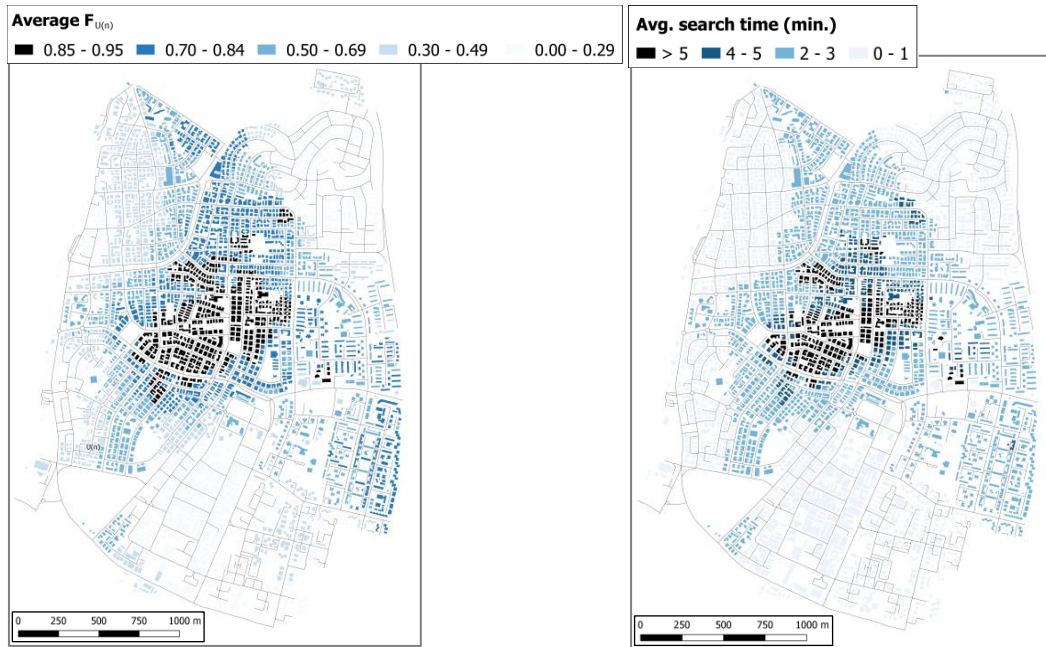 Average F U(n)
0.85 - 0.95 0.70 - 0.84 0.50 - 0.69 0.30 - 0.49 0.00 - 0.29
Avg. search time (min.)
> 5 4 - 5 2 - 3 0 - 1
U(n)
0 250 500 750 1000 m
0 250 500 750 1000 m